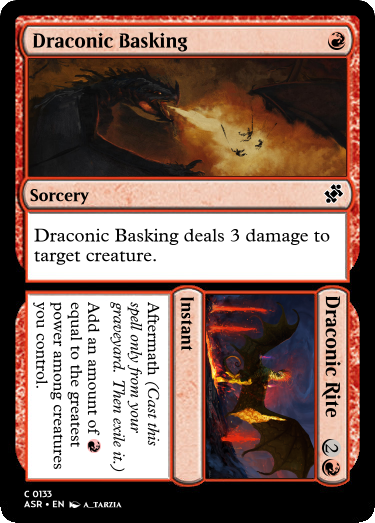 Draconic Basking
Sorcery
Draconic Basking deals 3 damage to
target creature.
Draconic Rite 2
Instant
Aftermath (Cast this
spell only from your
graveyard. Then exile it.)
Add an amount of
equal to the greatest
power among creatures
you control.
C 0133
ASR • EN A_TARZIA